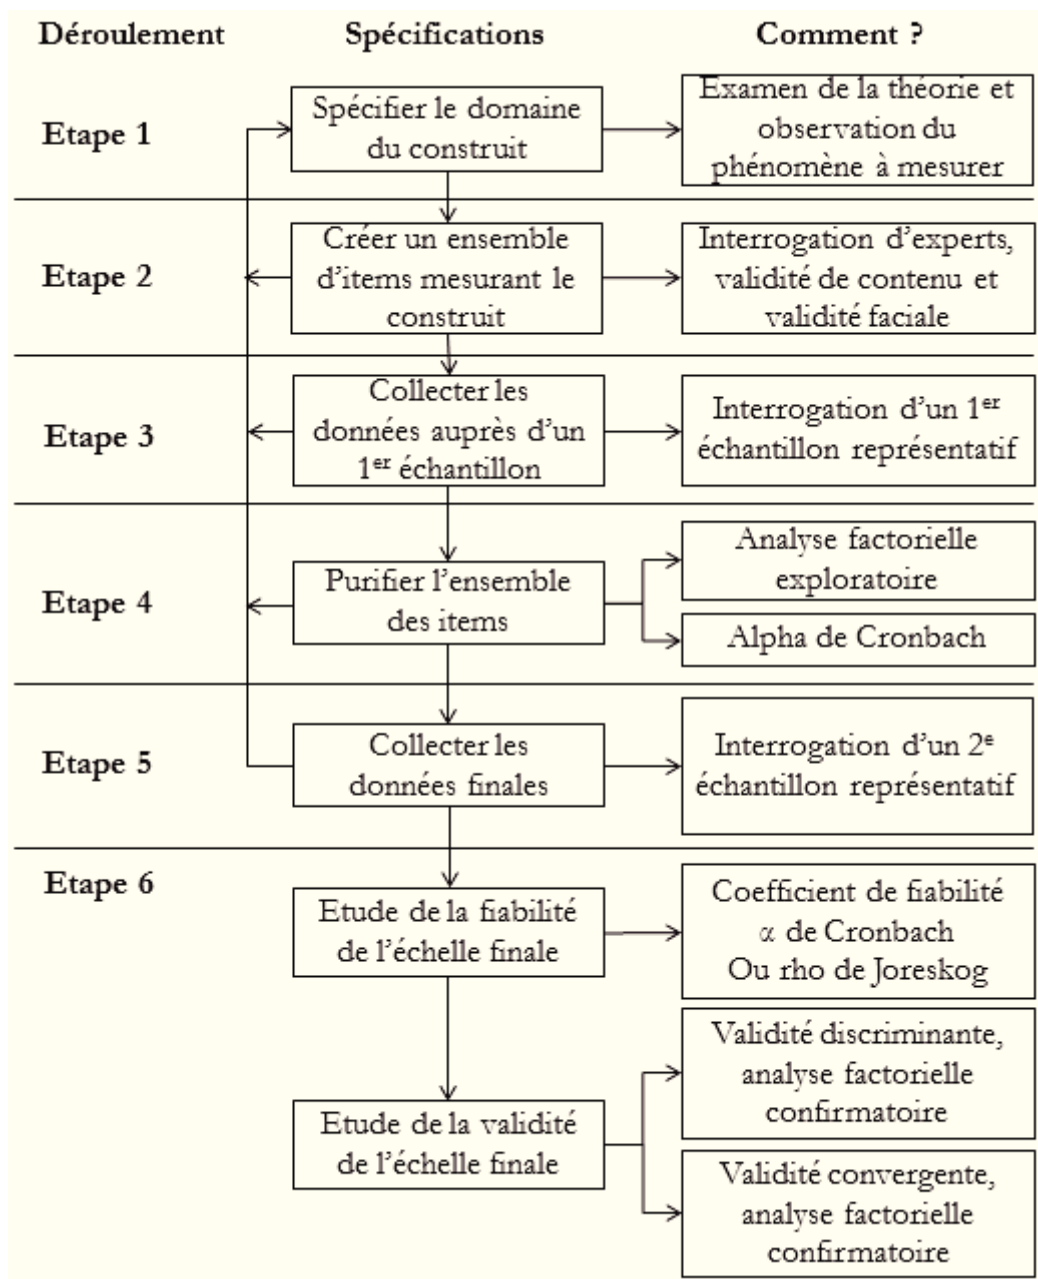 Déroulement
Spécifications
Comment ?
Etape 1
Spécifier le domaine
du construit
Examen de la théorie et
observation du
phénomène à mesurer
Etape 2
Créer un ensemble
d'items mesurant le
construit
Interrogation d'experts,
validité de contenu et
validité faciale
Etape 3
Collecter les
données auprès d'un
1er échantillon
Interrogation d'un 1er
échantillon représentatif
Etape 4
Purifier l'ensemble
des items
Analyse factorielle
exploratoire
Alpha de Cronbach
Etape 5
Collecter les
données finales
Interrogation d'un 2e
échantillon représentatif
Etape 6
Etude de la fiabilité
de l'échelle finale
Coefficient de fiabilité
α de Cronbach
Ou rho de Joreskog
Etude de la validité
de l'échelle finale
Validité discriminante,
analyse factorielle
confirmatoire
Validité convergente,
analyse factorielle
confirmatoire